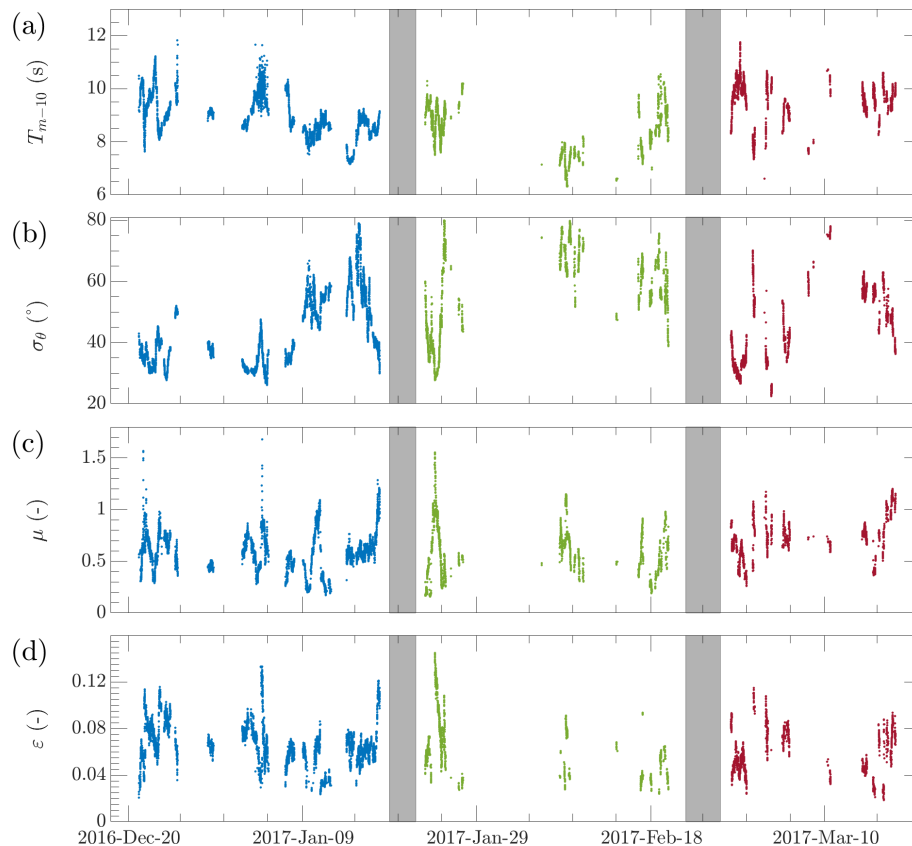 (a)
12
10
8
6
T_{m−10} (s)
(b)
80
60
40
20
σ_θ (°)
(c)
1.5
1
0.5
0
μ (-)
(d)
0.12
0.08
0.04
0
ε (-)
2016-Dec-20 2017-Jan-09 2017-Jan-29 2017-Feb-18 2017-Mar-10